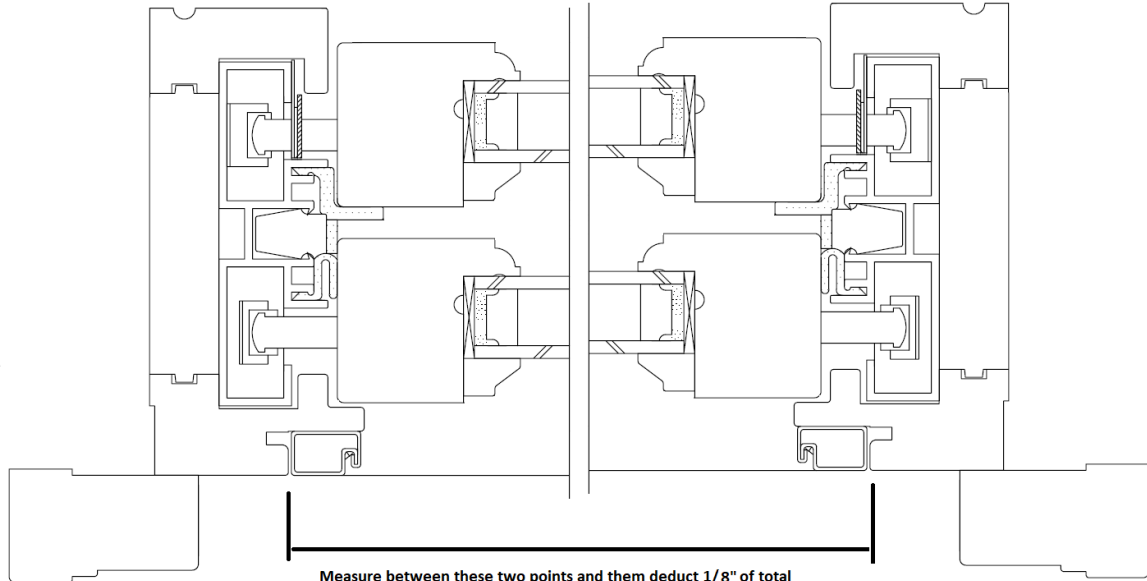 Measure between these two points and them deduct 1/8" of total